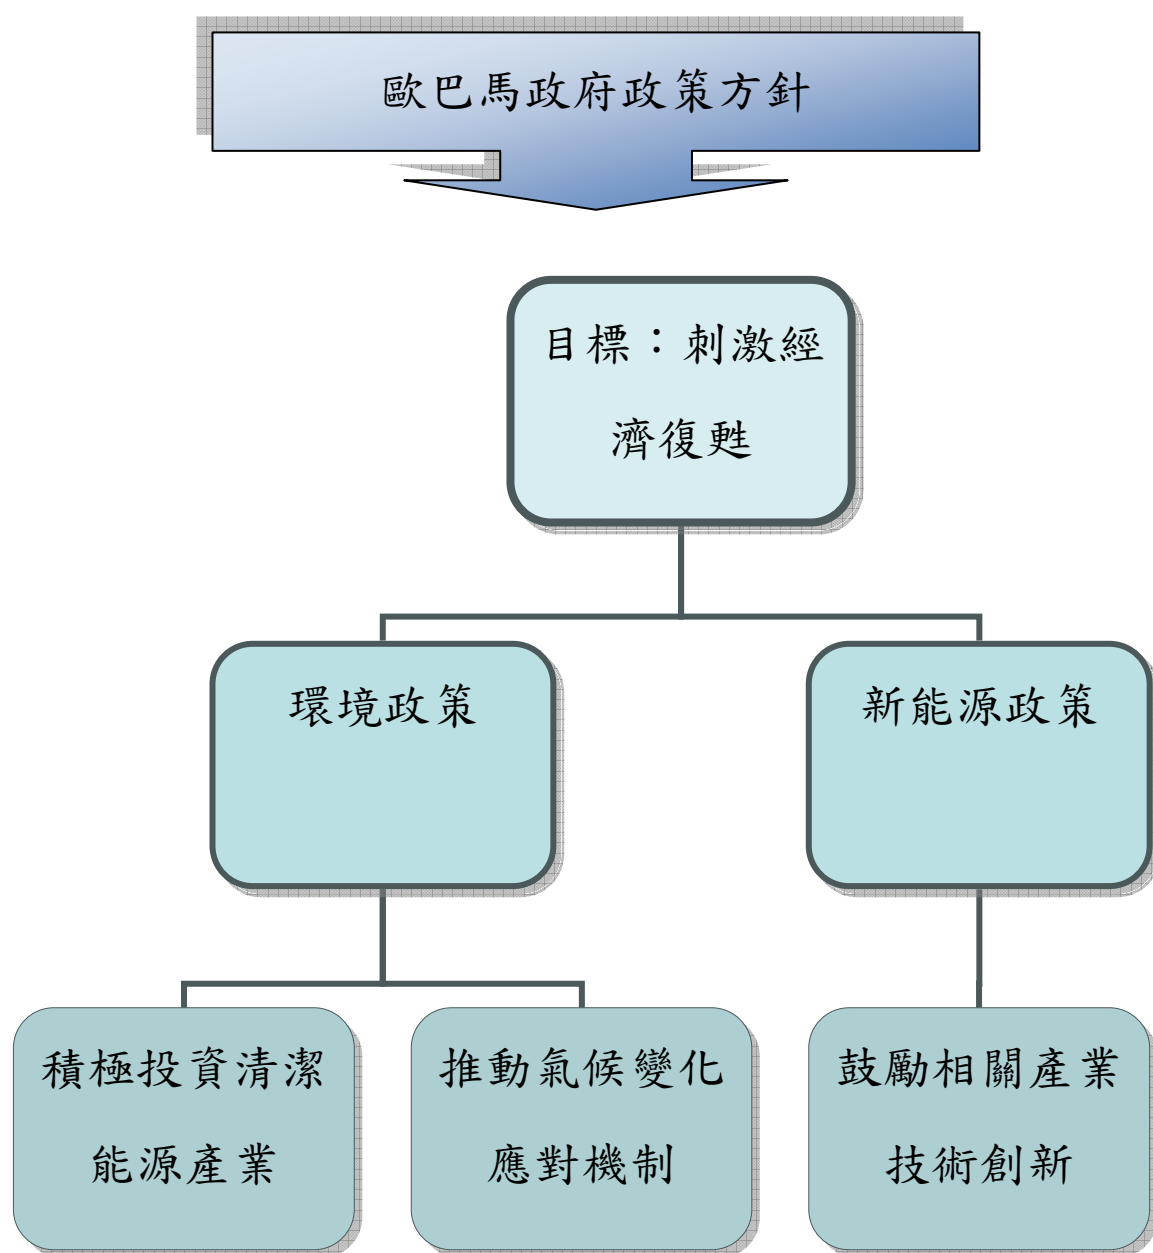 歐巴馬政府政策方針
目標：刺激經
濟復甦
環境政策
新能源政策
積極投資清潔
能源產業
推動氣候變化
應對機制
鼓勵相關產業
技術創新